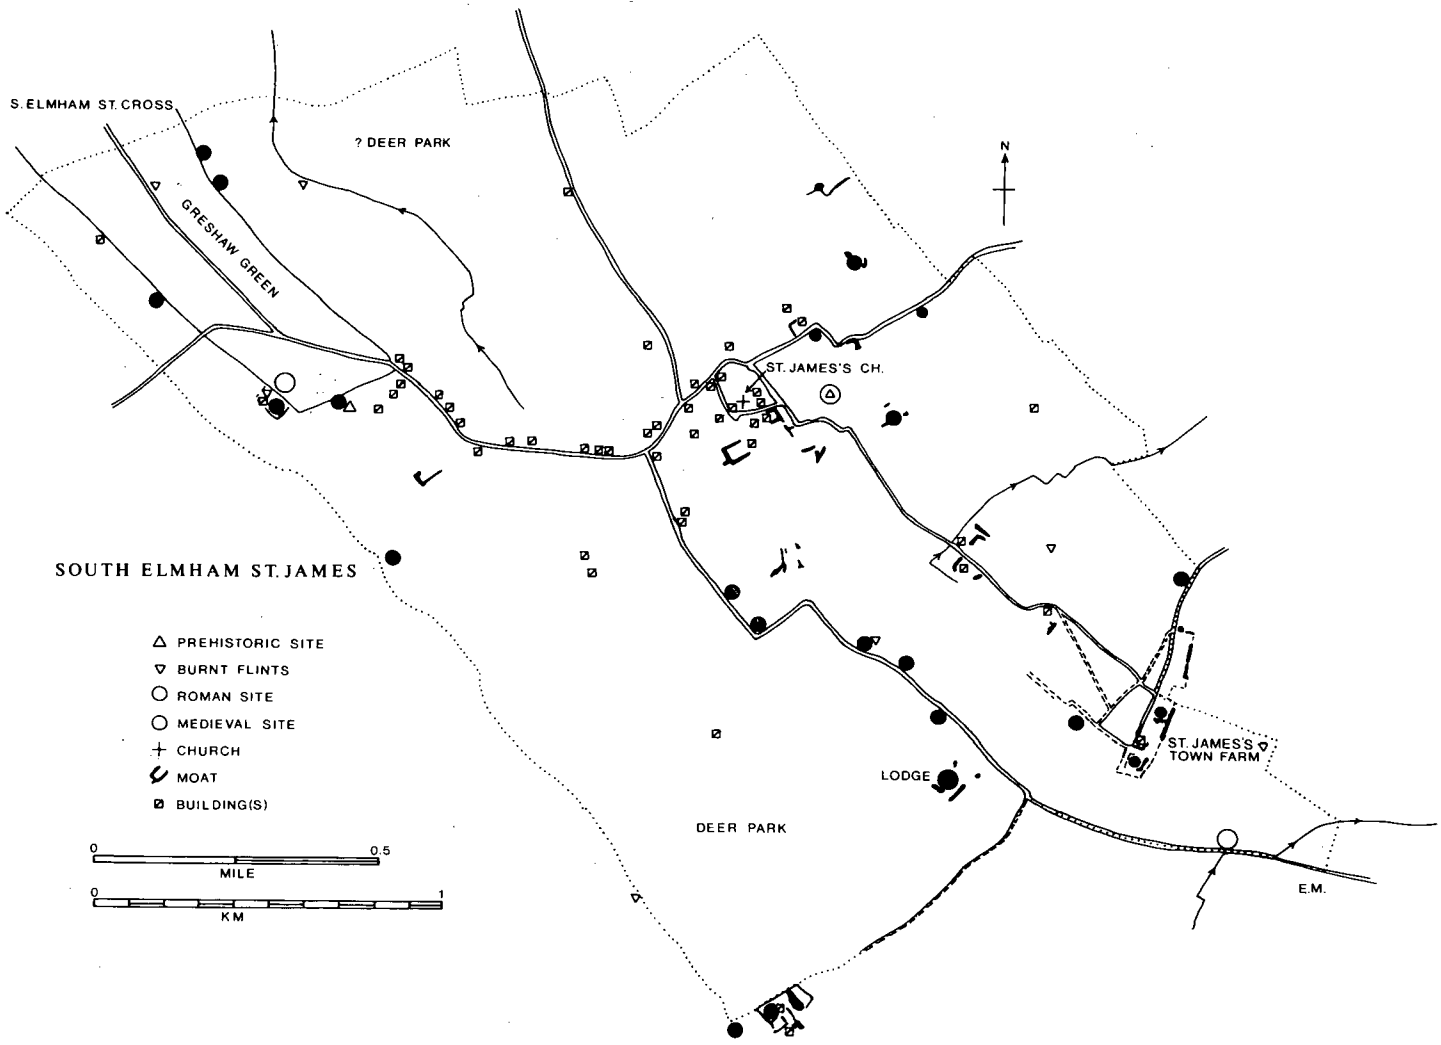 S. ELMHAM ST. CROSS
? DEER PARK
N
GRESHAW GREEN
ST. JAMES'S CH.
SOUTH ELMHAM ST. JAMES
PREHISTORIC SITE
BURNT FLINTS
ROMAN SITE
MEDIEVAL SITE
CHURCH
MOAT
BUILDING(S)
0 0.5
MILE
0 1
KM
ST. JAMES'S
TOWN FARM
LODGE
DEER PARK
E.M.